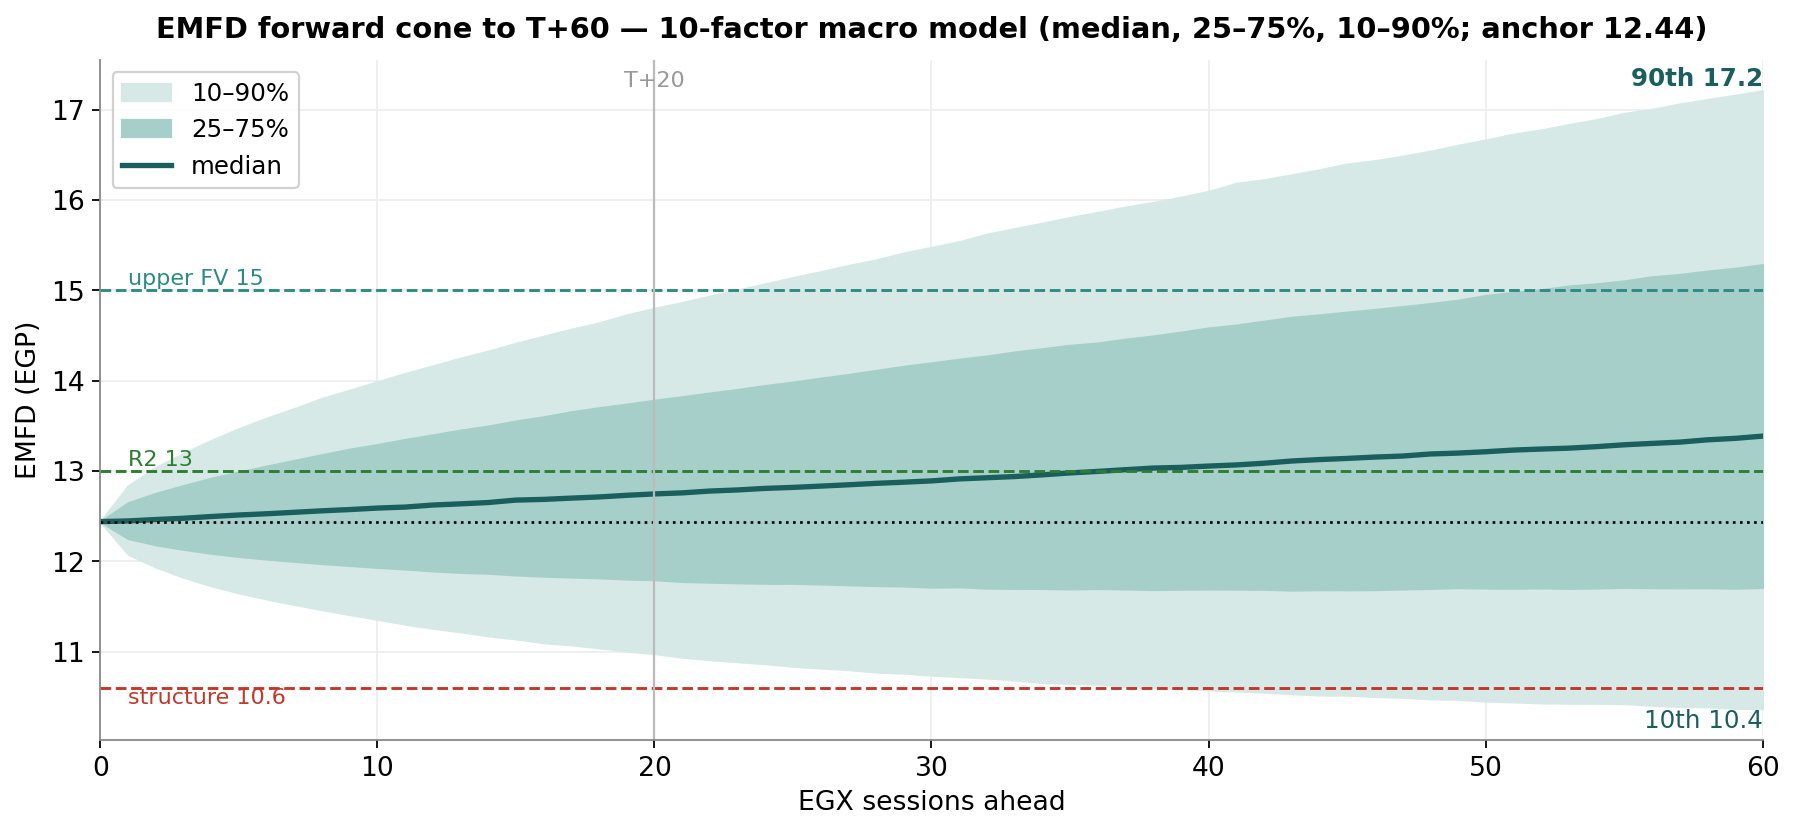 EMFD forward cone to T+60 — 10-factor macro model (median, 25–75%, 10–90%; anchor 12.44)
10–90%
25–75%
median
T+20
90th 17.2
upper FV 15
R2 13
structure 10.6
10th 10.4
EMFD (EGP)
17
16
15
14
13
12
11
0
10
20
30
40
50
60
EGX sessions ahead